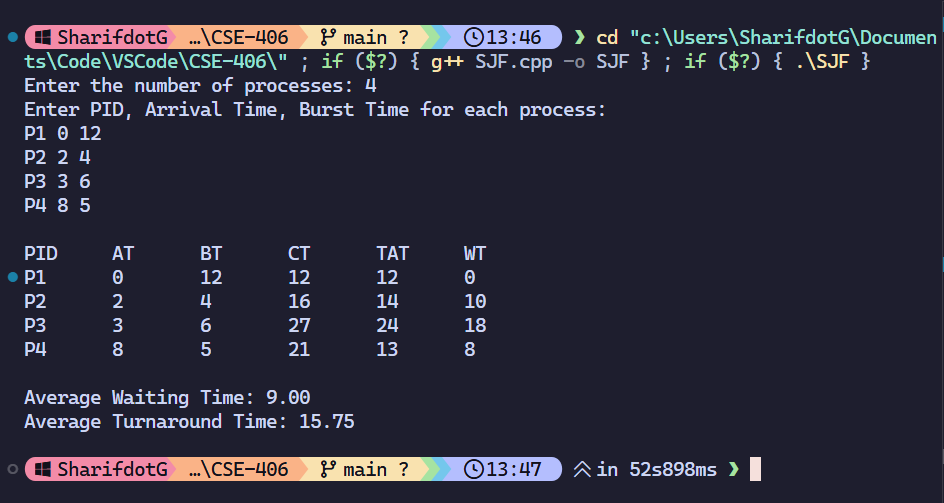 SharifdotG …\CSE-406 main ? 13:46 ❯ cd "c:\Users\SharifdotG\Documen
ts\Code\VSCode\CSE-406\" ; if ($?) { g++ SJF.cpp -o SJF } ; if ($?) { .\SJF }
Enter the number of processes: 4
Enter PID, Arrival Time, Burst Time for each process:
P1 0 12
P2 2 4
P3 3 6
P4 8 5
PID AT BT CT TAT WT
P1 0 12 12 12 0
P2 2 4 16 14 10
P3 3 6 27 24 18
P4 8 5 21 13 8
Average Waiting Time: 9.00
Average Turnaround Time: 15.75
SharifdotG …\CSE-406 main ? 13:47 in 52s898ms ❯